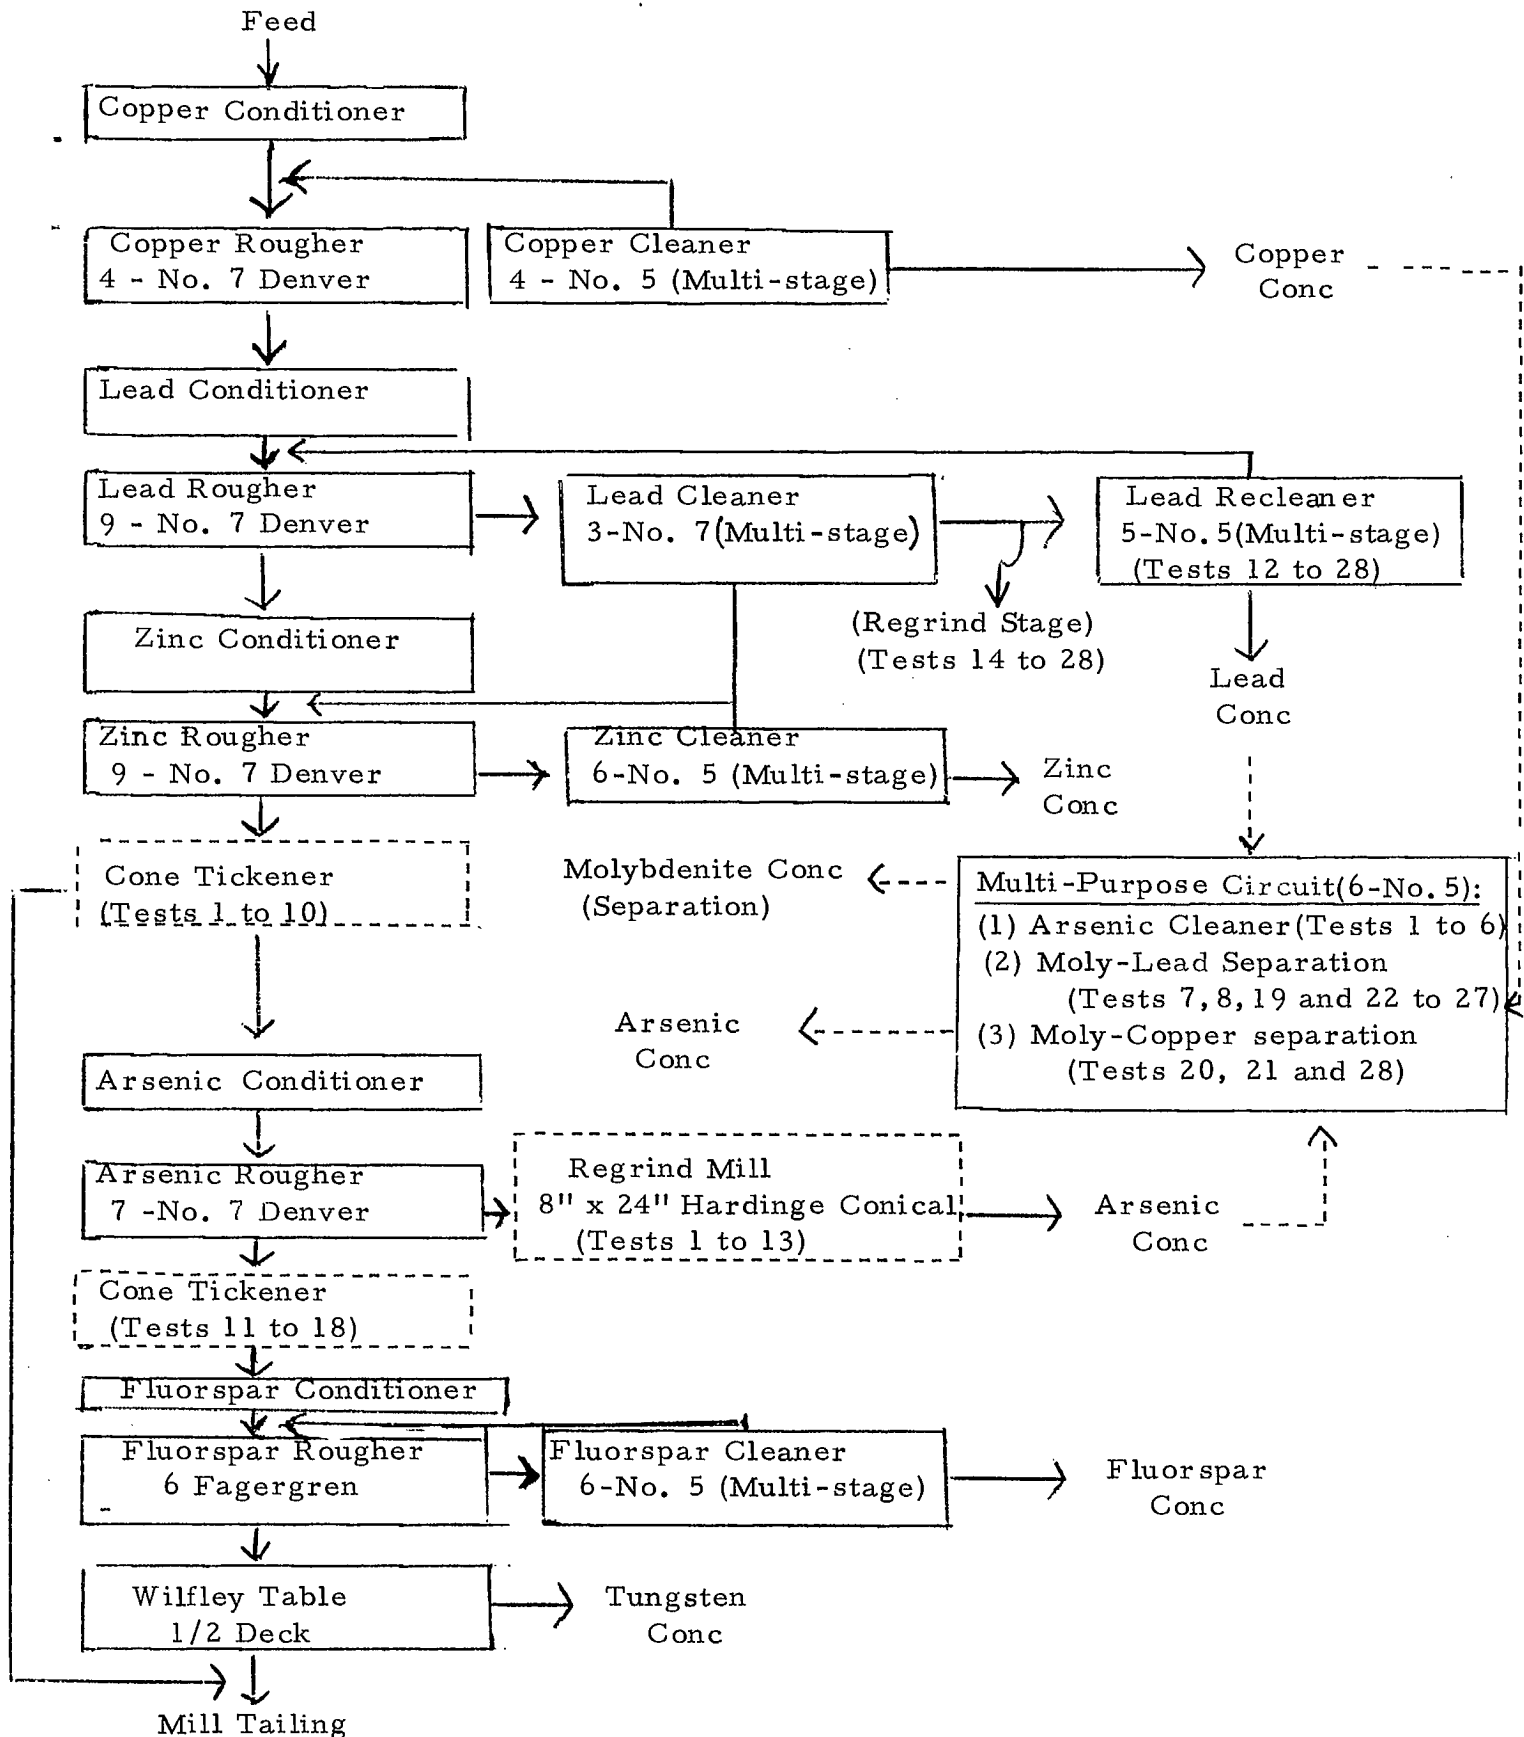 Feed
Copper Conditioner
Copper Rougher
4 - No. 7 Denver
Copper Cleaner
4 - No. 5 (Multi-stage)
Copper
Conc
Lead Conditioner
Lead Rougher
9 - No. 7 Denver
Lead Cleaner
3-No. 7(Multi-stage)
Lead Recleaner
5-No. 5(Multi-stage)
(Tests 12 to 28)
(Regrind Stage)
(Tests 14 to 28)
Lead
Conc
Zinc Conditioner
Zinc Rougher
9 - No. 7 Denver
Zinc Cleaner
6-No. 5 (Multi-stage)
Zinc
Conc
Cone Tickener
(Tests 1 to 10)
Molybdenite Conc
(Separation)
Multi-Purpose Circuit(6-No. 5):
(1) Arsenic Cleaner(Tests 1 to 6)
(2) Moly-Lead Separation
(Tests 7, 8, 19 and 22 to 27)
(3) Moly-Copper separation
(Tests 20, 21 and 28)
Arsenic
Conc
Arsenic Conditioner
Arsenic Rougher
7 -No. 7 Denver
Regrind Mill
8" x 24" Hardinge Conical
(Tests 1 to 13)
Arsenic
Conc
Cone Tickener
(Tests 11 to 18)
Fluorspar Conditioner
Fluorspar Rougher
6 Fagergren
Fluorspar Cleaner
6-No. 5 (Multi-stage)
Fluorspar
Conc
Wilfley Table
1/2 Deck
Tungsten
Conc
Mill Tailing